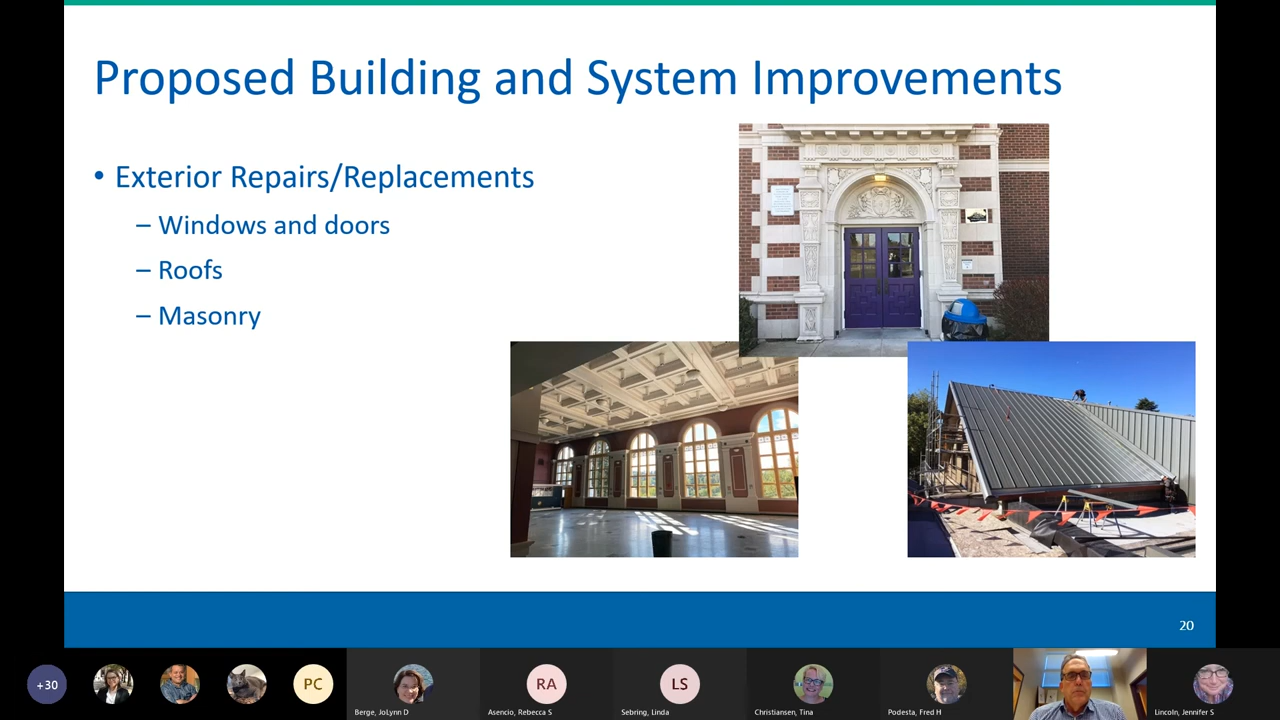 Proposed Building and System Improvements
• Exterior Repairs/Replacements
– Windows and doors
– Roofs
– Masonry
20
+30
PC
RA
LS
Berge, JoLynn D
Asencio, Rebecca S
Sebring, Linda
Christiansen, Tina
Podesta, Fred H
Lincoln, Jennifer S